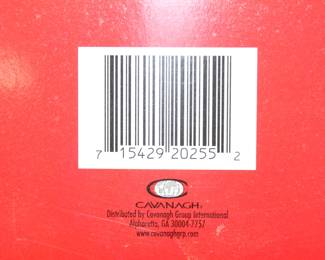 7 15429 20255 2
CAVANAGH
Distributed by Cavanagh Group International
Alpharetta, GA 30004-7757
www.cavanaghgrp.com